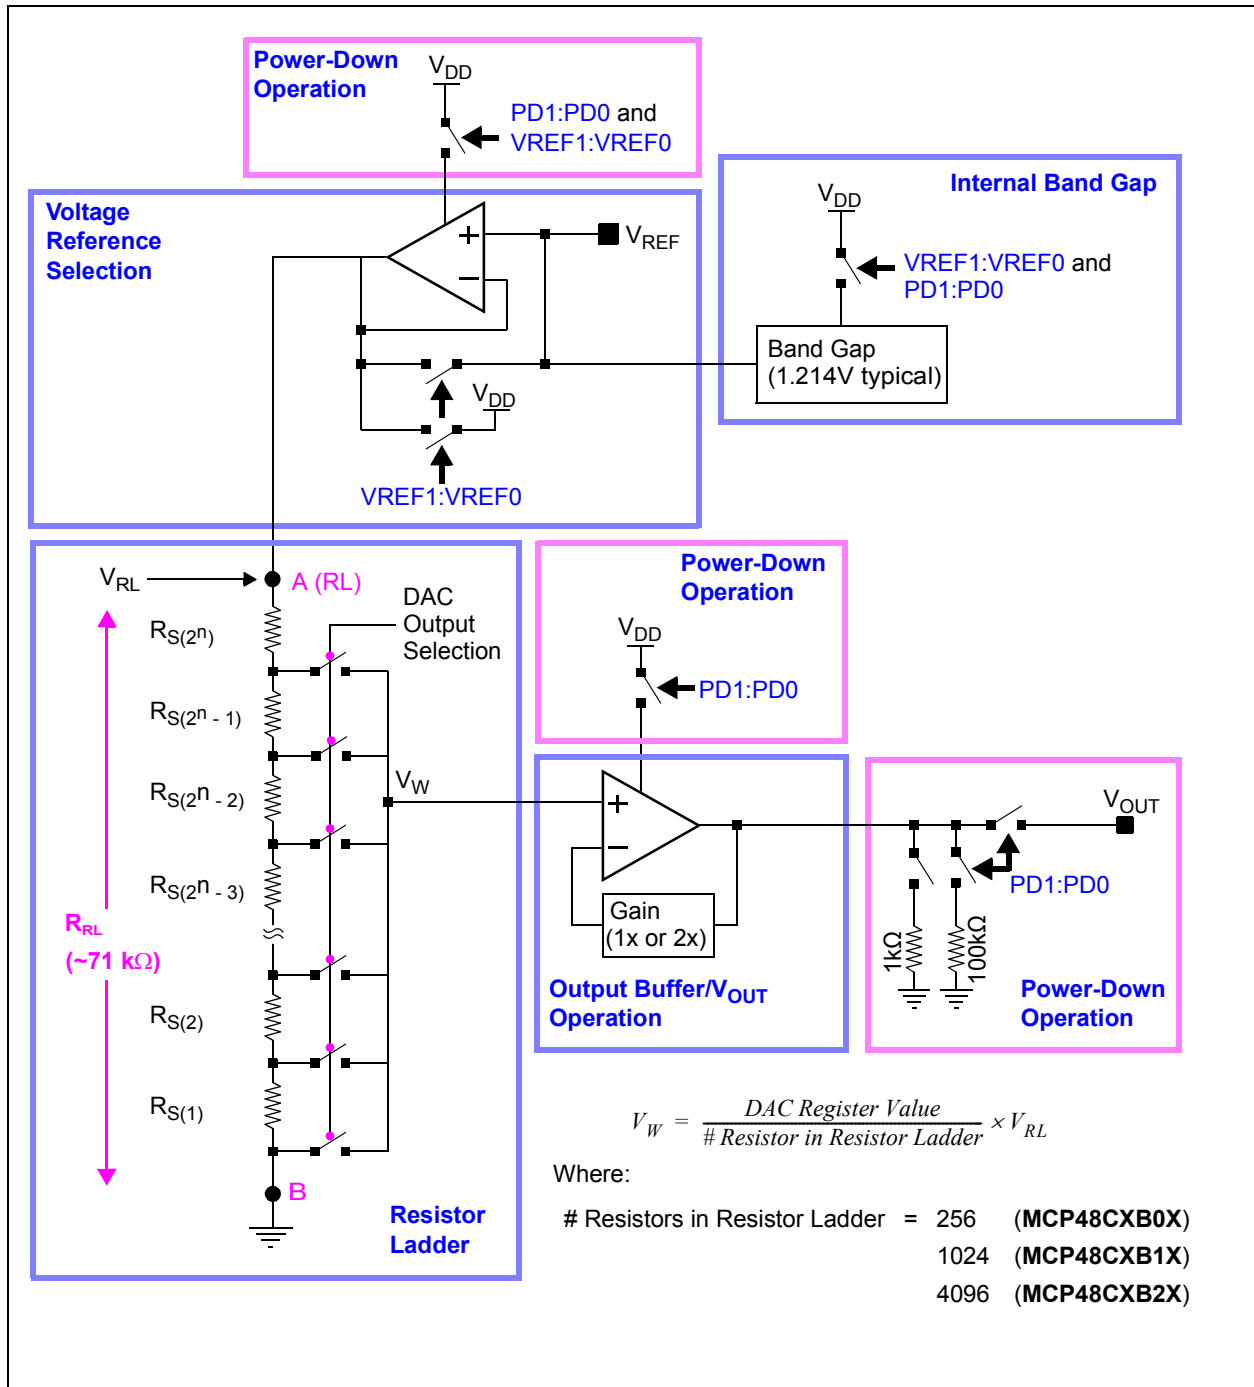 Power-Down
Operation
VDD
PD1:PD0 and
VREF1:VREF0
Internal Band Gap
VDD
VREF1:VREF0 and
PD1:PD0
Band Gap
(1.214V typical)
Voltage
Reference
Selection
+
−
VREF
VDD
VREF1:VREF0
VRL
A (RL)
DAC
Output
Selection
RS(2n)
RS(2n - 1)
RS(2n - 2)
RS(2n - 3)
RS(2)
RS(1)
RRL
(~71 kΩ)
VW
B
Resistor
Ladder
Power-Down
Operation
VDD
PD1:PD0
+
−
Gain
(1x or 2x)
Output Buffer/VOUT
Operation
VOUT
PD1:PD0
1kΩ
100kΩ
Power-Down
Operation
VW = DAC Register Value / # Resistor in Resistor Ladder × VRL
Where:
# Resistors in Resistor Ladder = 256 (MCP48CXB0X)
1024 (MCP48CXB1X)
4096 (MCP48CXB2X)